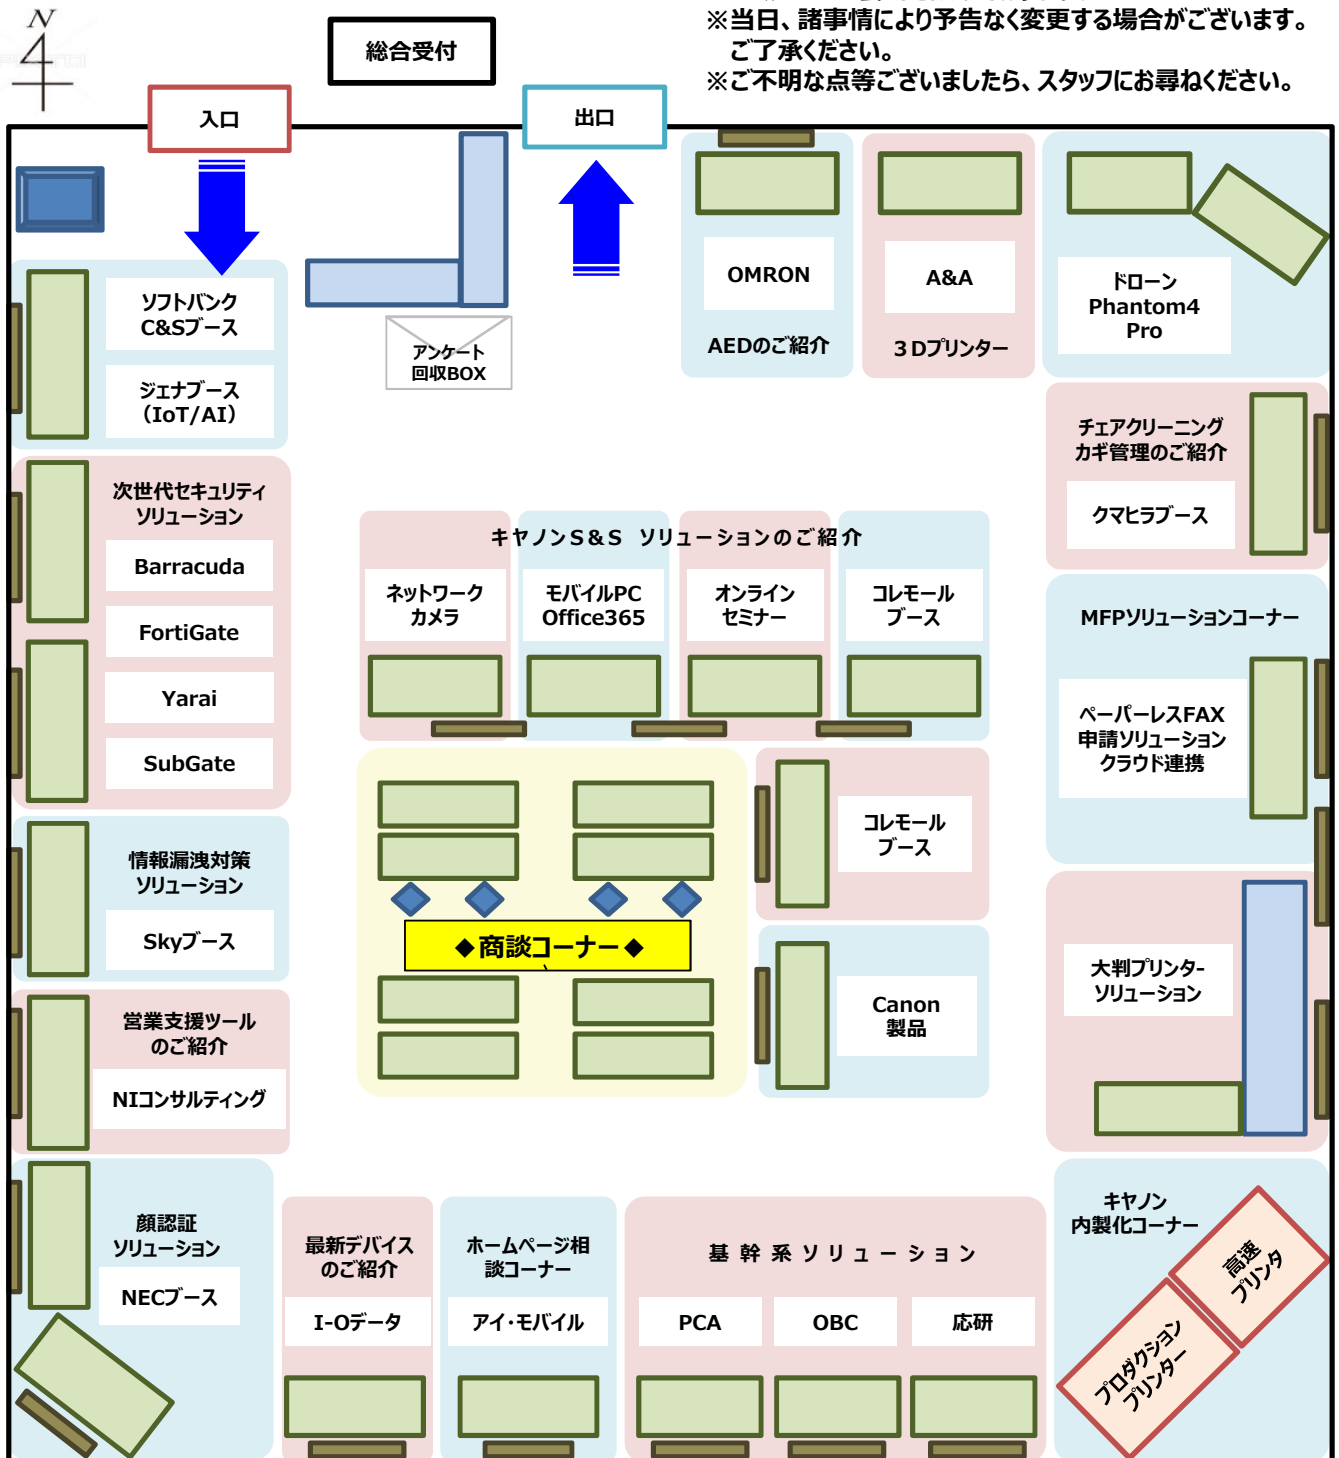 N
総合受付
※当日、諸事情により予告なく変更する場合がございます。
ご了承ください。
※ご不明な点等ございましたら、スタッフにお尋ねください。
入口
出口
ソフトバンク
C&Sブース
ジェナブース
（IoT/AI）
アンケート
回収BOX
OMRON
AEDのご紹介
A&A
３Dプリンター
ドローン
Phantom4
Pro
チェアクリーニング
カギ管理のご紹介
クマヒラブース
次世代セキュリティ
ソリューション
Barracuda
FortiGate
Yarai
SubGate
キヤノンS&S ソリューションのご紹介
ネットワーク
カメラ
モバイルPC
Office365
オンライン
セミナー
コレモール
ブース
MFPソリューションコーナー
ペーパーレスFAX
申請ソリューション
クラウド連携
コレモール
ブース
情報漏洩対策
ソリューション
Skyブース
◆商談コーナー◆
Canon
製品
大判プリンター
ソリューション
営業支援ツール
のご紹介
NIコンサルティング
顔認証
ソリューション
NECブース
最新デバイス
のご紹介
I-Oデータ
ホームページ相
談コーナー
アイ・モバイル
基幹系ソリューション
PCA
OBC
応研
キヤノン
内製化コーナー
高速
プリンタ
プロダクション
プリンター